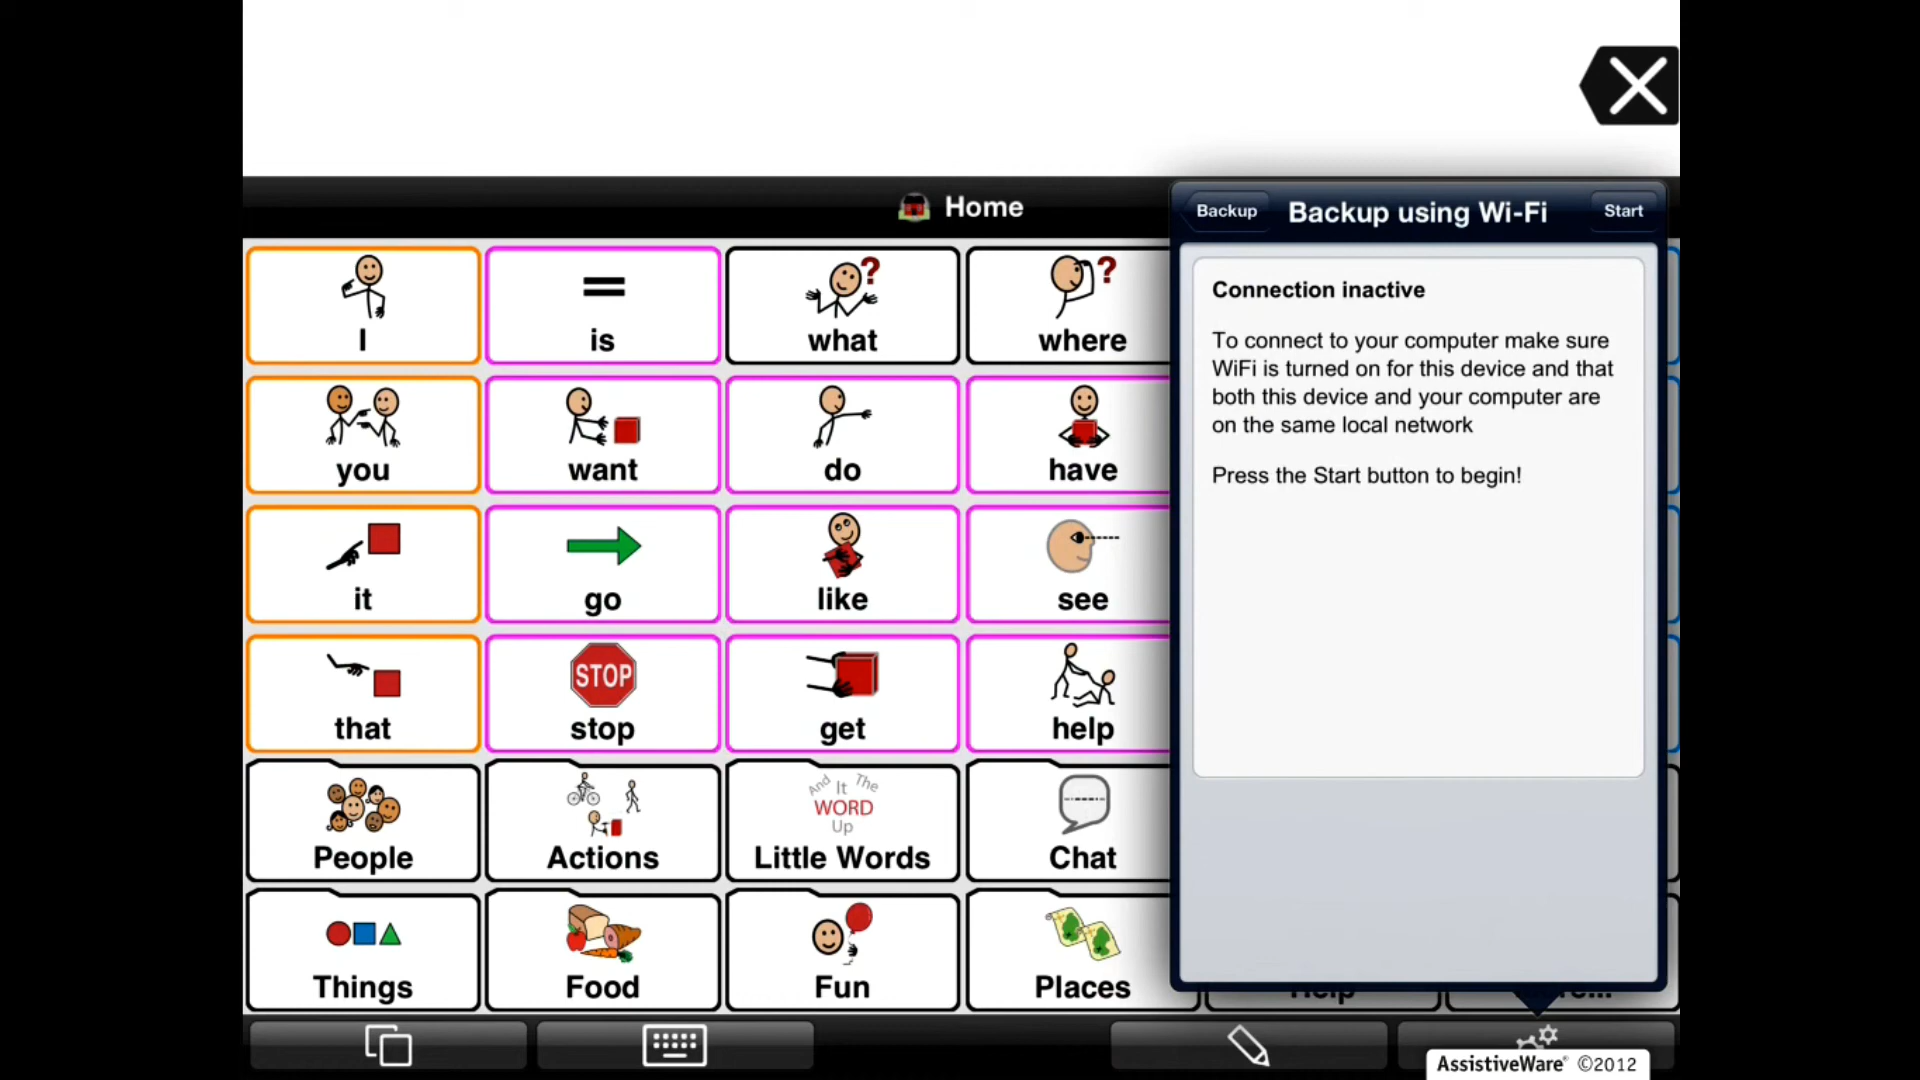 Home
Backup
Backup using Wi-Fi
Start
Connection inactive
To connect to your computer make sure
WiFi is turned on for this device and that
both this device and your computer are
on the same local network
Press the Start button to begin!
I
is
what
where
you
want
do
have
it
go
like
see
that
STOP
stop
get
help
People
Actions
And It The
WORD
Up
Little Words
Chat
Things
Food
Fun
Places
Help
AssistiveWare® ©2012